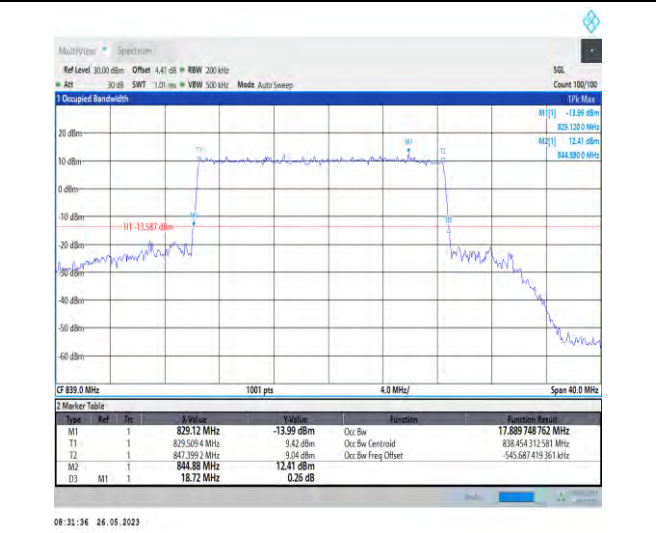 MultiView Spectrum
Ref Level 30.00 dBm Offset 4.41 dB RBW 200 kHz SGL
Att 30 dB SWT 1.01 ms VBW 500 kHz Mode Auto Sweep Count 100/100
1 Occupied Bandwidth 1Pk Max
M1[1] -13.99 dBm
829.120 0 MHz
20 dBm M2[1] 12.41 dBm
844.880 0 MHz
T1 M2 T2
10 dBm
0 dBm
-10 dBm
M1 D3
H1 -13.587 dBm
-20 dBm
-30 dBm
-40 dBm
-50 dBm
-60 dBm
CF 839.0 MHz 1001 pts 4.0 MHz/ Span 40.0 MHz
2 Marker Table
Type Ref Trc X-Value Y-Value Function Function Result
M1 1 829.12 MHz -13.99 dBm Occ Bw 17.889 748 762 MHz
T1 1 829.509 4 MHz 9.42 dBm Occ Bw Centroid 838.454 312 581 MHz
T2 1 847.399 2 MHz 9.04 dBm Occ Bw Freq Offset -545.687 419 361 kHz
M2 1 844.88 MHz 12.41 dBm
D3 M1 1 18.72 MHz 0.26 dB
08:31:36 26.05.2023